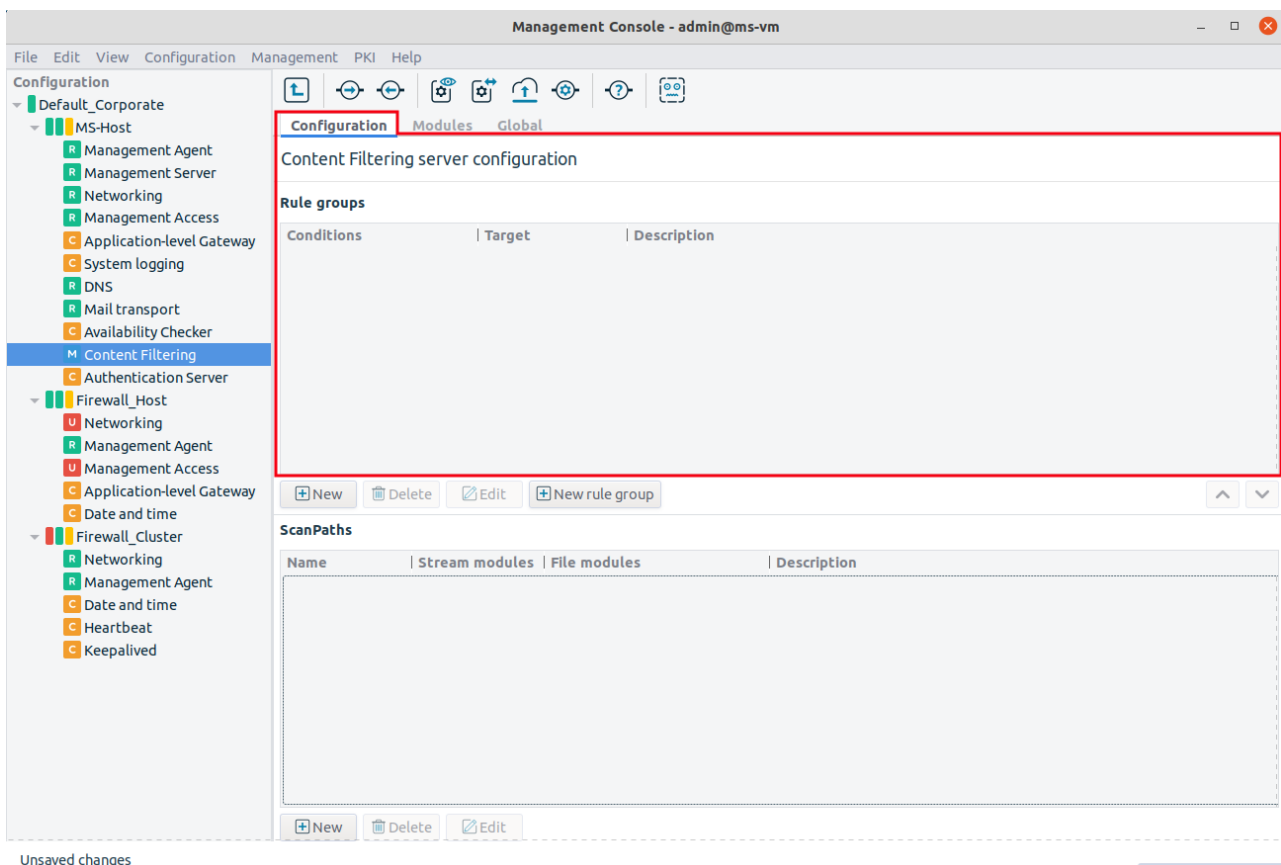 Management Console - admin@ms-vm
File Edit View Configuration Management PKI Help
Configuration
Default_Corporate
MS-Host
R Management Agent
R Management Server
R Networking
R Management Access
C Application-level Gateway
C System logging
R DNS
R Mail transport
C Availability Checker
M Content Filtering
C Authentication Server
Firewall_Host
U Networking
R Management Agent
U Management Access
C Application-level Gateway
C Date and time
Firewall_Cluster
R Networking
R Management Agent
C Date and time
C Heartbeat
C Keepalived
Configuration Modules Global
Content Filtering server configuration
Rule groups
Conditions Target Description
New Delete Edit New rule group
ScanPaths
Name Stream modules File modules Description
New Delete Edit
Unsaved changes